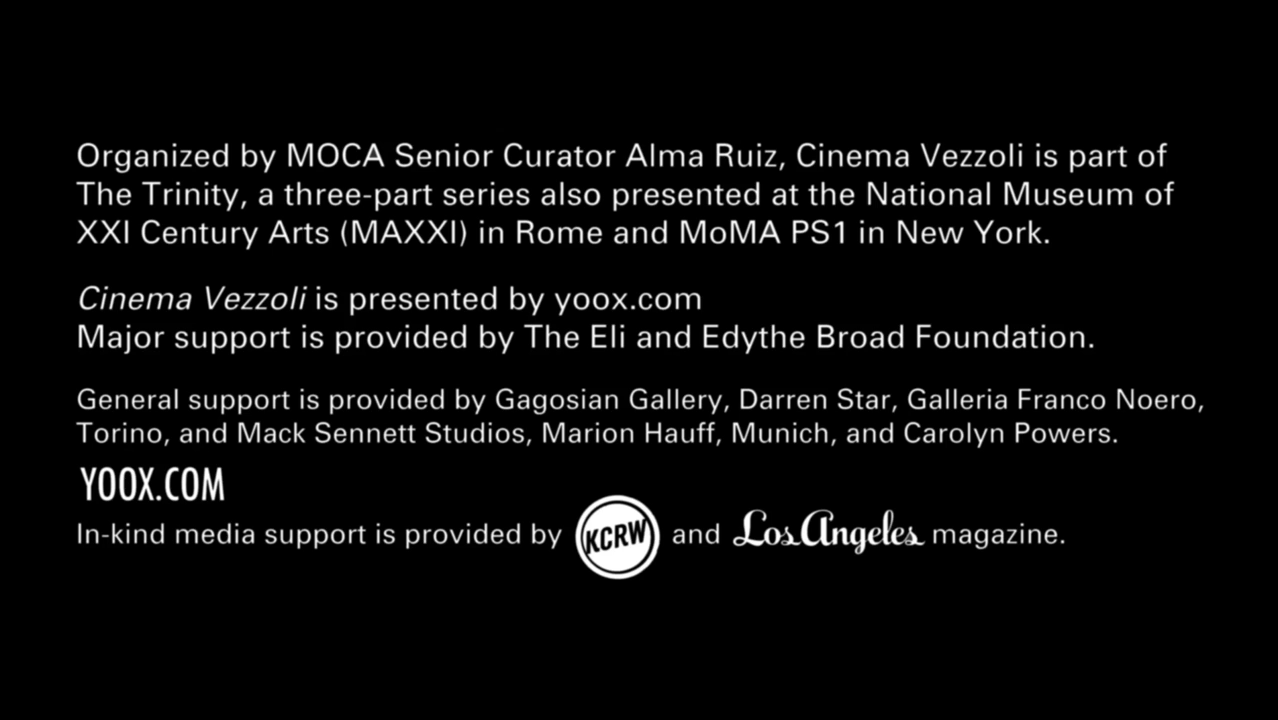 Organized by MOCA Senior Curator Alma Ruiz, Cinema Vezzoli is part of
The Trinity, a three-part series also presented at the National Museum of
XXI Century Arts (MAXXI) in Rome and MoMA PS1 in New York.
Cinema Vezzoli is presented by yoox.com
Major support is provided by The Eli and Edythe Broad Foundation.
General support is provided by Gagosian Gallery, Darren Star, Galleria Franco Noero,
Torino, and Mack Sennett Studios, Marion Hauff, Munich, and Carolyn Powers.
YOOX.COM
In-kind media support is provided by KCRW and Los Angeles magazine.